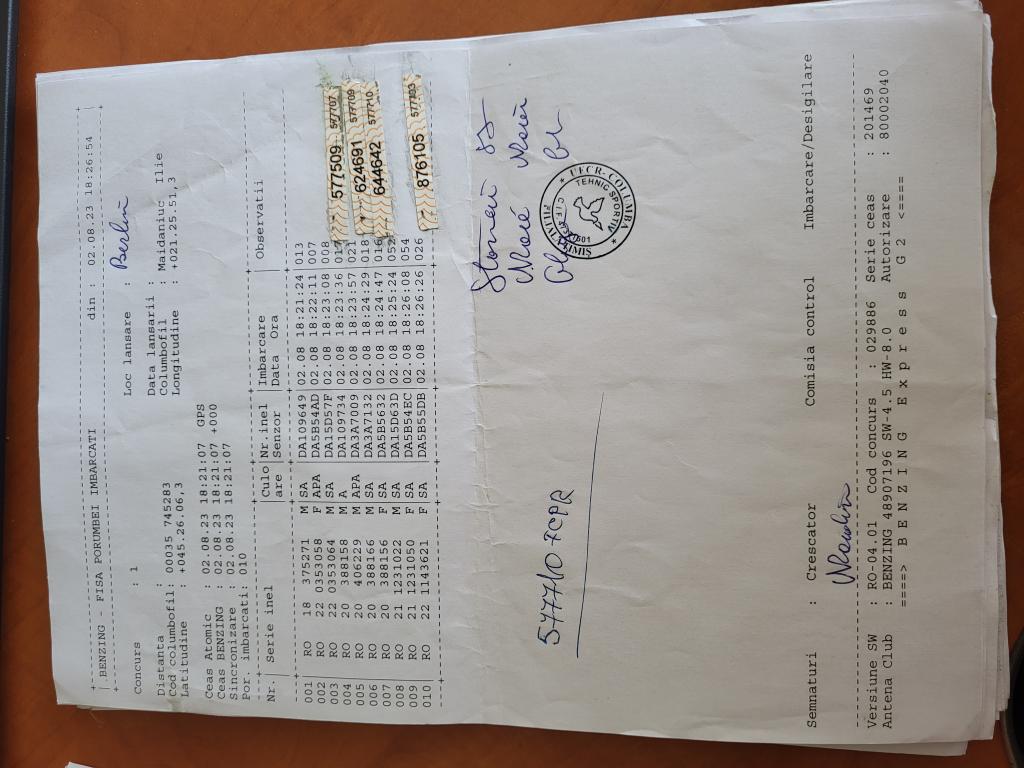 BENZING - FISA PORUMBEI IMBARCATI din : 02.08.23 18:26:54
Concurs : 1 Loc lansare : Berlin
Distanta : Data lansarii :
Cod columbofil: 00035 745283 Columbofil : Maidaniuc Ilie
Latitudine : +045.26.06,3 Longitudine : +021.25.51,3
Ceas Atomic : 02.08.23 18:21:07 GPS
Ceas BENZING : 02.08.23 18:21:07 +000
Sincronizare : 02.08.23 18:21:07
Por. imbarcati: 010
Nr. Serie inel Culo Nr.inel Imbarcare Observatii
are Senzor Data Ora
001 RO 18 375271 M SA DA109649 02.08 18:21:24 013
002 RO 22 0353058 F APA DA5B54AD 02.08 18:22:11 007
003 RO 22 0353064 M SA DA15D57F 02.08 18:23:08 008 577509 577707
004 RO 20 388158 M A DA109734 02.08 18:23:36
005 RO 20 406229 M APA DA3A7009 02.08 18:23:57 021 624691 577709
006 RO 20 388166 M SA DA3A7132 02.08 18:24:29 018 644642 577710
007 RO 20 388156 F SA DA5B5632 02.08 18:24:47 016
008 RO 21 1231022 M SA DA15D63D 02.08 18:25:24 052
009 RO 21 1231050 F SA DA5B54EC 02.08 18:26:08 054 876105 577703
010 RO 22 1143621 F SA DA5B55DB 02.08 18:26:26 026
UFCR-COLUMBA
TEHNIC SPORTIV
577710 7CPR
Semnaturi : Crescator Comisia control Imbarcare/Desigilare
Versiune SW : RO-04.01 Cod concurs : 029886 Serie ceas : 201469
Antena Club : BENZING 48907196 SW-4.5 HW-8.0 Autorizare : 80002040
====> B E N Z I N G E x p r e s s G 2 <====